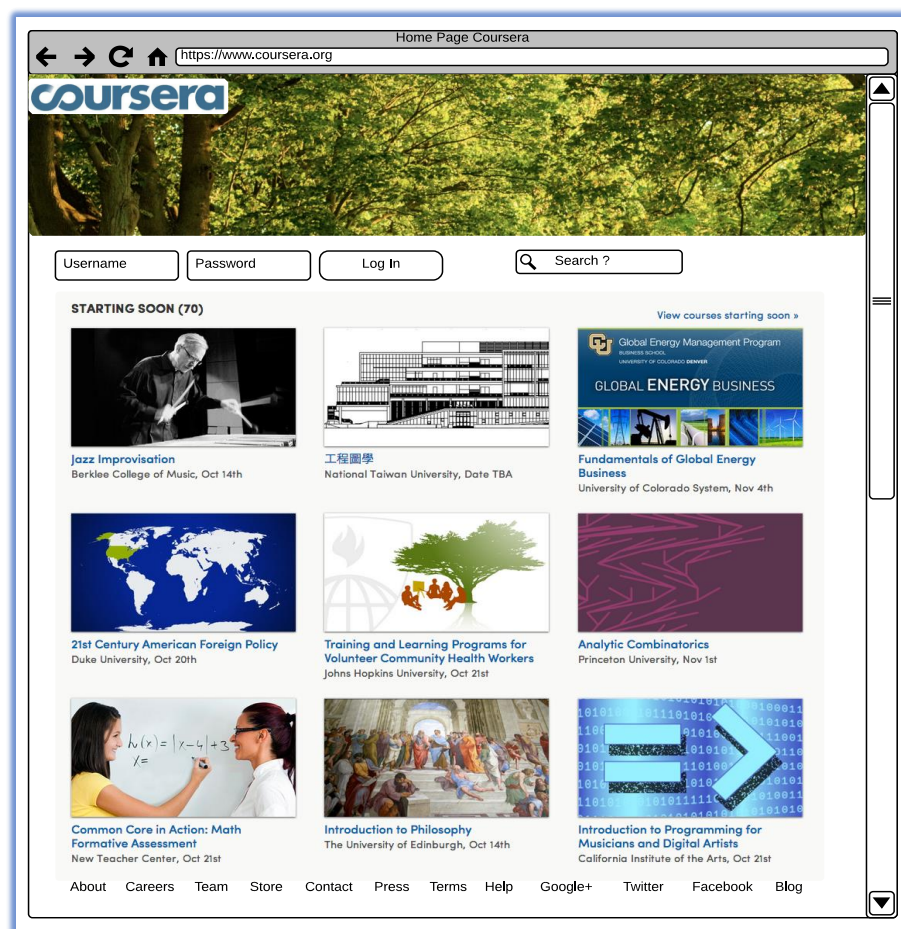 Home Page Coursera
https://www.coursera.org
coursera
Username
Password
Log In
Search ?
STARTING SOON (70)
View courses starting soon »
Global Energy Management Program
BUSINESS SCHOOL
UNIVERSITY OF COLORADO DENVER
GLOBAL ENERGY BUSINESS
Jazz Improvisation
Berklee College of Music, Oct 14th
工程圖學
National Taiwan University, Date TBA
Fundamentals of Global Energy
Business
University of Colorado System, Nov 4th
21st Century American Foreign Policy
Duke University, Oct 20th
Training and Learning Programs for
Volunteer Community Health Workers
Johns Hopkins University, Oct 21st
Analytic Combinatorics
Princeton University, Nov 1st
h(x) = |x-4| +3
x=
Common Core in Action: Math
Formative Assessment
New Teacher Center, Oct 21st
Introduction to Philosophy
The University of Edinburgh, Oct 14th
Introduction to Programming for
Musicians and Digital Artists
California Institute of the Arts, Oct 21st
About Careers Team Store Contact Press Terms Help Google+ Twitter Facebook Blog